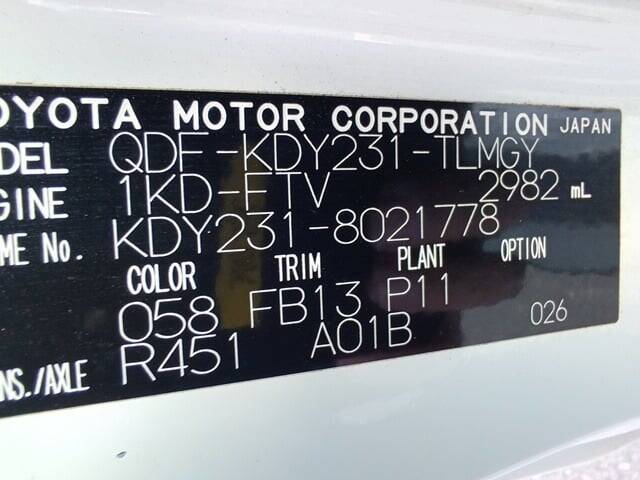 OYOTA MOTOR CORPORATION JAPAN
DEL QDF-KDY231-TLMGY
GINE 1KD-FTV 2982 mL
ME No. KDY231-8021778
COLOR TRIM PLANT OPTION
058 FB13 P11
NS./AXLE R451 A01B 026